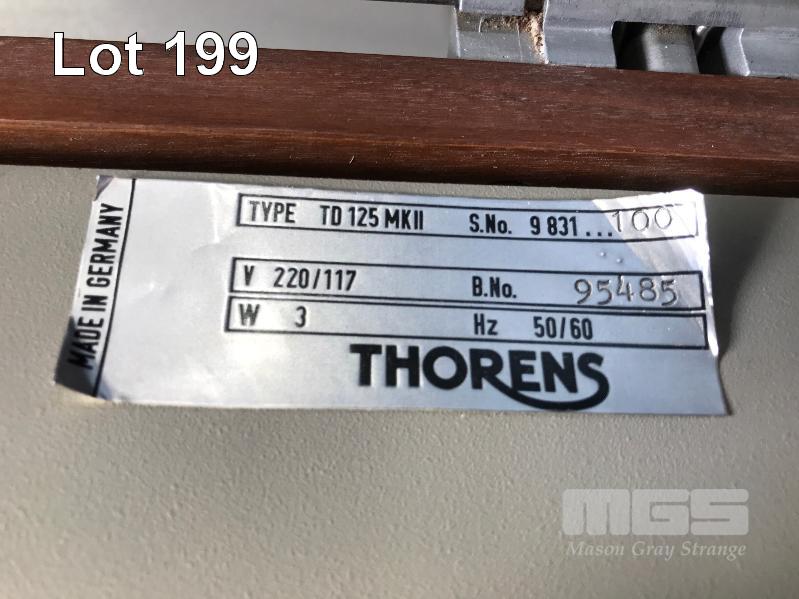 Lot 199
TYPE TD 125 MKII S.No. 9 831...100
V 220/117 B.No. 95485
W 3 Hz 50/60
THORENS
MADE IN GERMANY
MGS
Mason Gray Strange